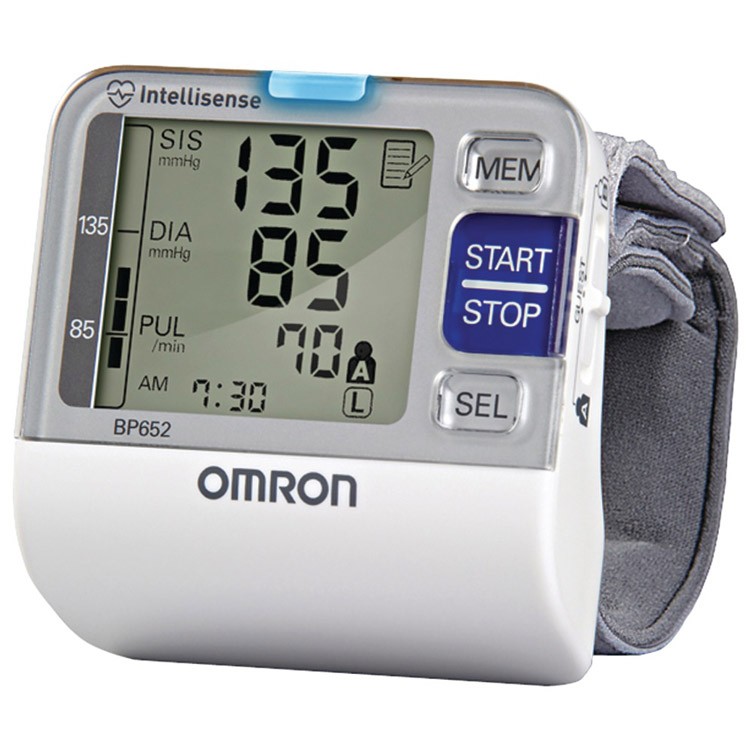 Intellisense
SIS
mmHg
135
MEM
135
DIA
mmHg
85
START
STOP
GUEST
85
PUL
/min
70
A
AM
7:30
L
SEL
A
BP652
OMRON